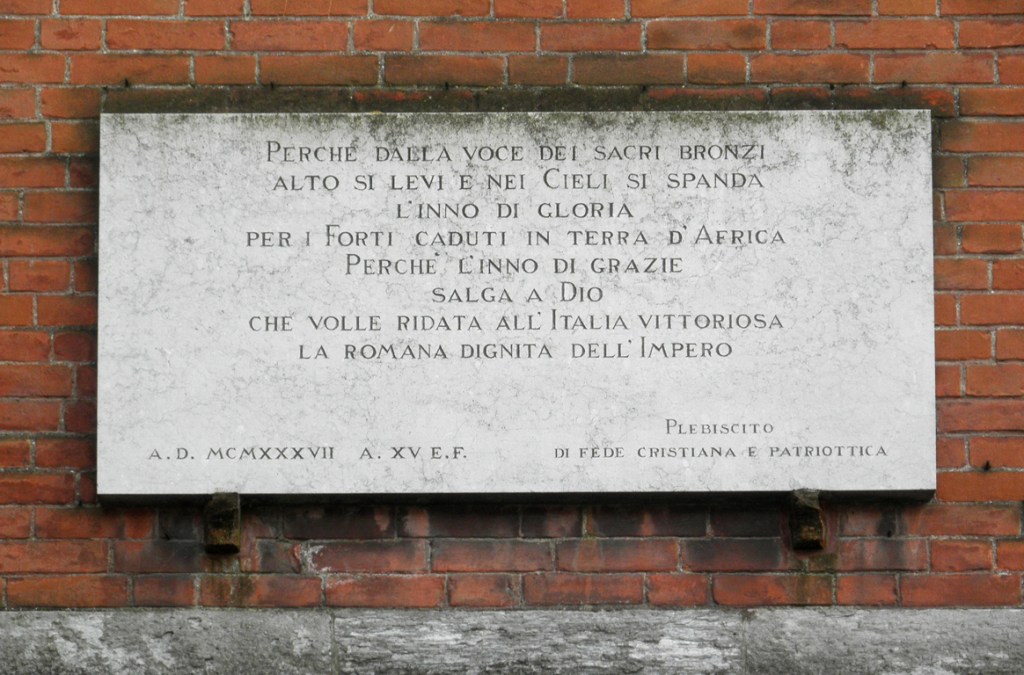 PERCHÈ DALLA VOCE DEI SACRI BRONZI
ALTO SI LEVI E NEI CIELI SI SPANDA
L'INNO DI GLORIA
PER I FORTI CADUTI IN TERRA D'AFRICA
PERCHE' L'INNO DI GRAZIE
SALGA A DIO
CHE VOLLE RIDATA ALL'ITALIA VITTORIOSA
LA ROMANA DIGNITA DELL'IMPERO
PLEBISCITO
A.D. MCMXXXVII A. XV E.F. DI FEDE CRISTIANA E PATRIOTTICA